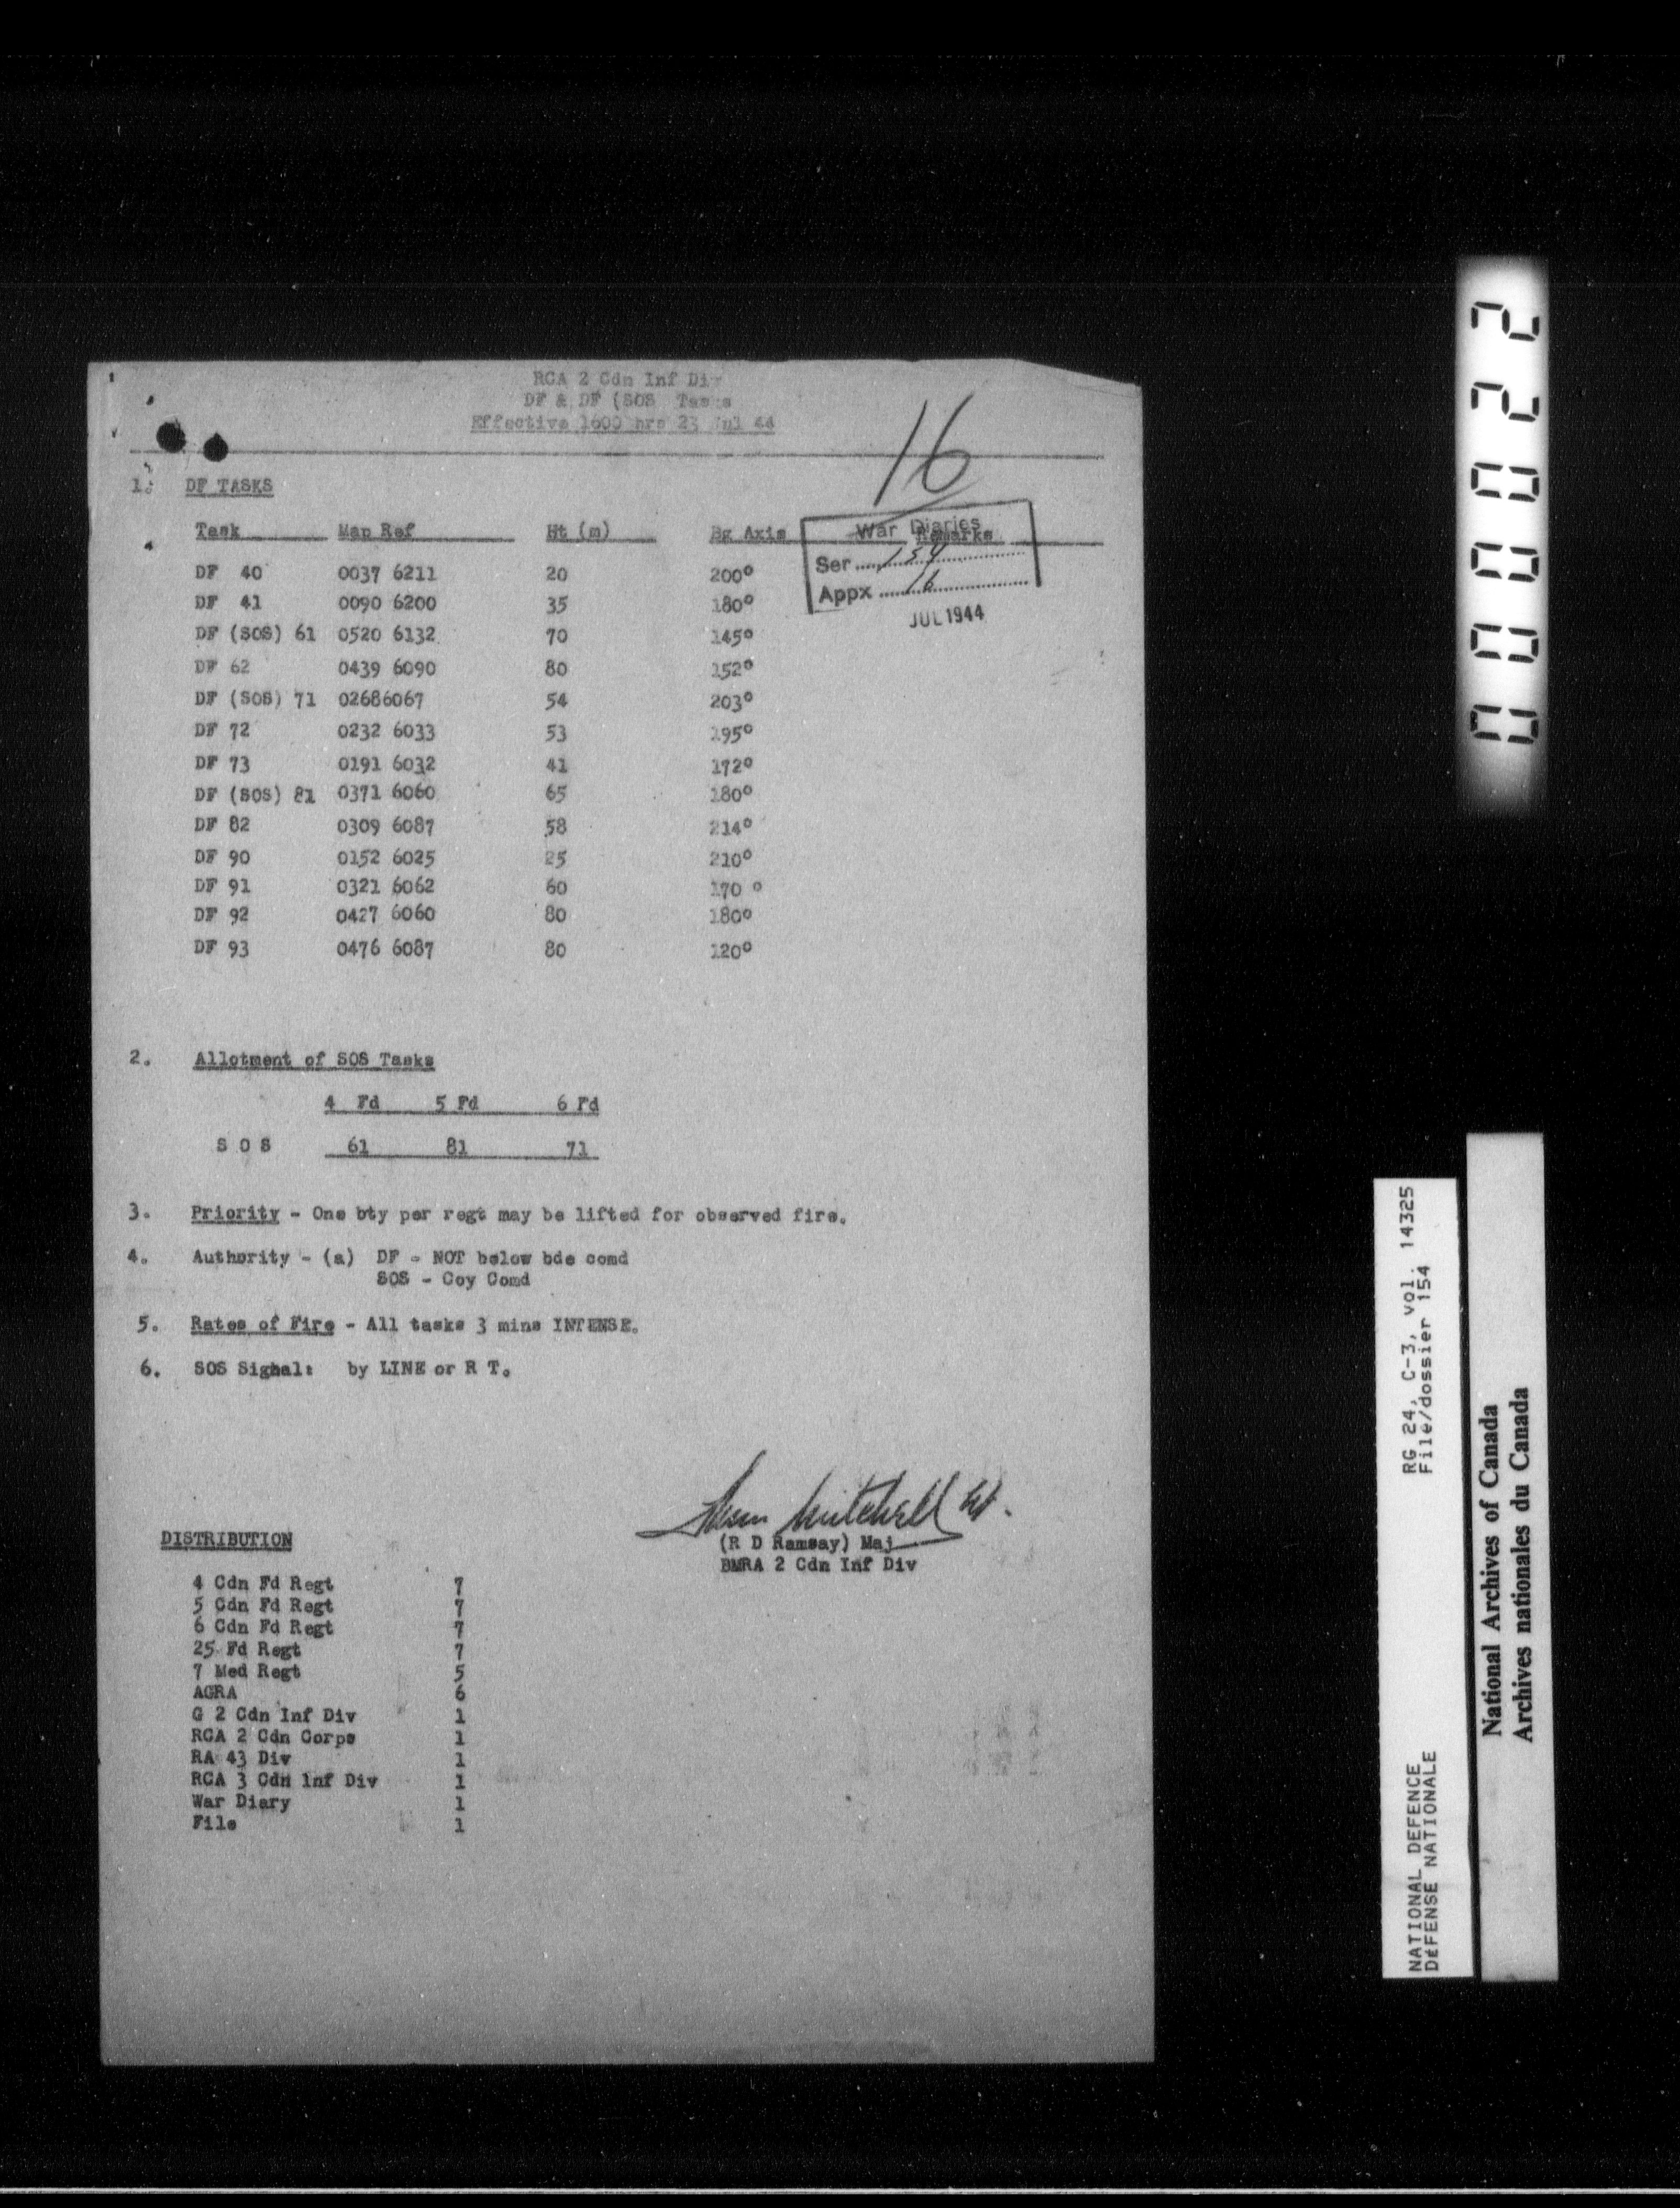 RCA 2 Cdn Inf Div
DF & DF (SOS Tasks
Effective 1600 hrs 23 Jul 44
16
1. DF TASKS
War Diaries
Ser 154
Appx 16
JUL 1944
Task Map Ref Ht (m) Bg Axis Remarks
DF 40 0037 6211 20 200°
DF 41 0090 6200 35 180°
DF (SOS) 61 0520 6132 70 145°
DF 62 0439 6090 80 152°
DF (SOS) 71 02686067 54 203°
DF 72 0232 6033 53 195°
DF 73 0191 6032 41 172°
DF (SOS) 81 0371 6060 65 180°
DF 82 0309 6087 58 214°
DF 90 0152 6025 25 210°
DF 91 0321 6062 60 170 °
DF 92 0427 6060 80 180°
DF 93 0476 6087 80 120°
2. Allotment of SOS Tasks
4 Fd 5 Fd 6 Fd
S O S 61 81 71
3. Priority - One bty per regt may be lifted for observed fire.
4. Authority - (a) DF - NOT below bde comd
SOS - Coy Comd
5. Rates of Fire - All tasks 3 mins INTENSE.
6. SOS Signal: by LINE or R T.
Mitchell
(R D Ramsay) Maj
BMRA 2 Cdn Inf Div
DISTRIBUTION
4 Cdn Fd Regt 7
5 Cdn Fd Regt 7
6 Cdn Fd Regt 7
25 Fd Regt 7
7 Med Regt 5
AGRA 6
G 2 Cdn Inf Div 1
RCA 2 Cdn Corps 1
RA 43 Div 1
RCA 3 Cdn Inf Div 1
War Diary 1
File 1
000022
NATIONAL DEFENCE RG 24, C-3, vol. 14325
DÉFENSE NATIONALE File/dossier 154
National Archives of Canada
Archives nationales du Canada